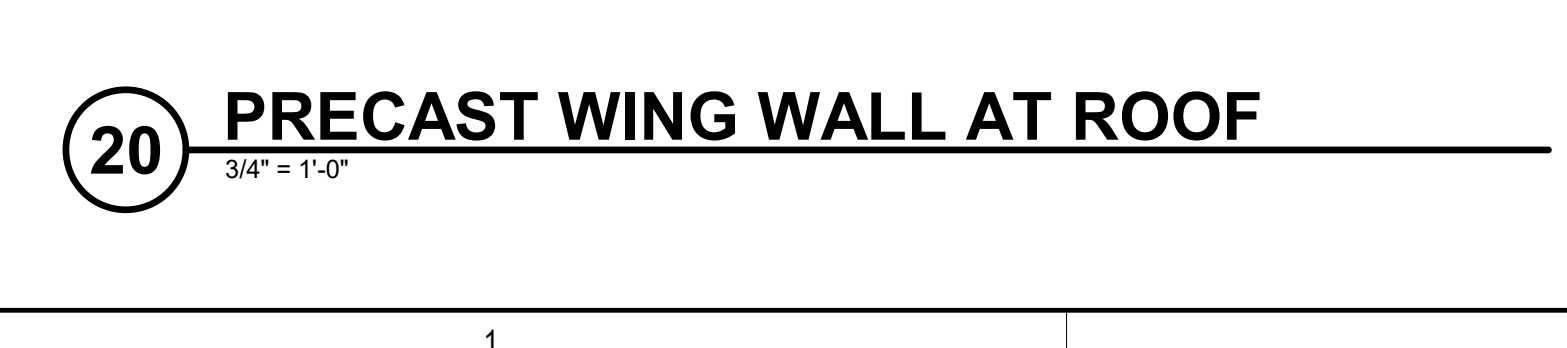 20
PRECAST WING WALL AT ROOF
3/4" = 1'-0"
1